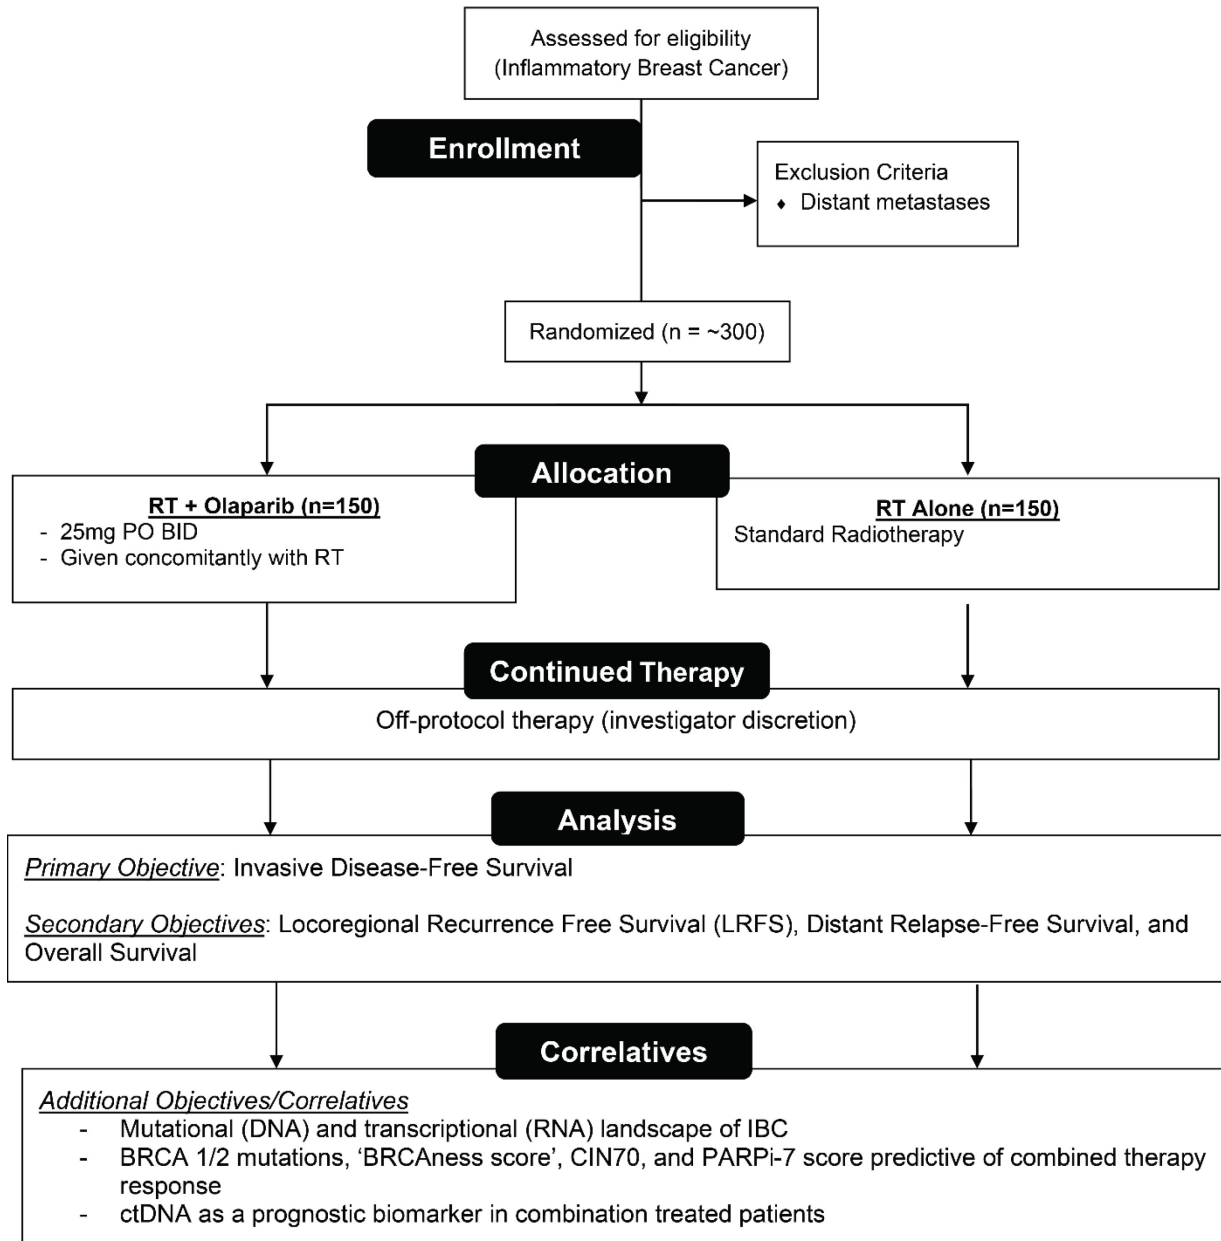 Assessed for eligibility
(Inflammatory Breast Cancer)
Enrollment
Exclusion Criteria
♦ Distant metastases
Randomized (n = ~300)
Allocation
RT + Olaparib (n=150)
- 25mg PO BID
- Given concomitantly with RT
RT Alone (n=150)
Standard Radiotherapy
Continued Therapy
Off-protocol therapy (investigator discretion)
Analysis
Primary Objective: Invasive Disease-Free Survival
Secondary Objectives: Locoregional Recurrence Free Survival (LRFS), Distant Relapse-Free Survival, and
Overall Survival
Correlatives
Additional Objectives/Correlatives
- Mutational (DNA) and transcriptional (RNA) landscape of IBC
- BRCA 1/2 mutations, ‘BRCAness score’, CIN70, and PARPi-7 score predictive of combined therapy
response
- ctDNA as a prognostic biomarker in combination treated patients